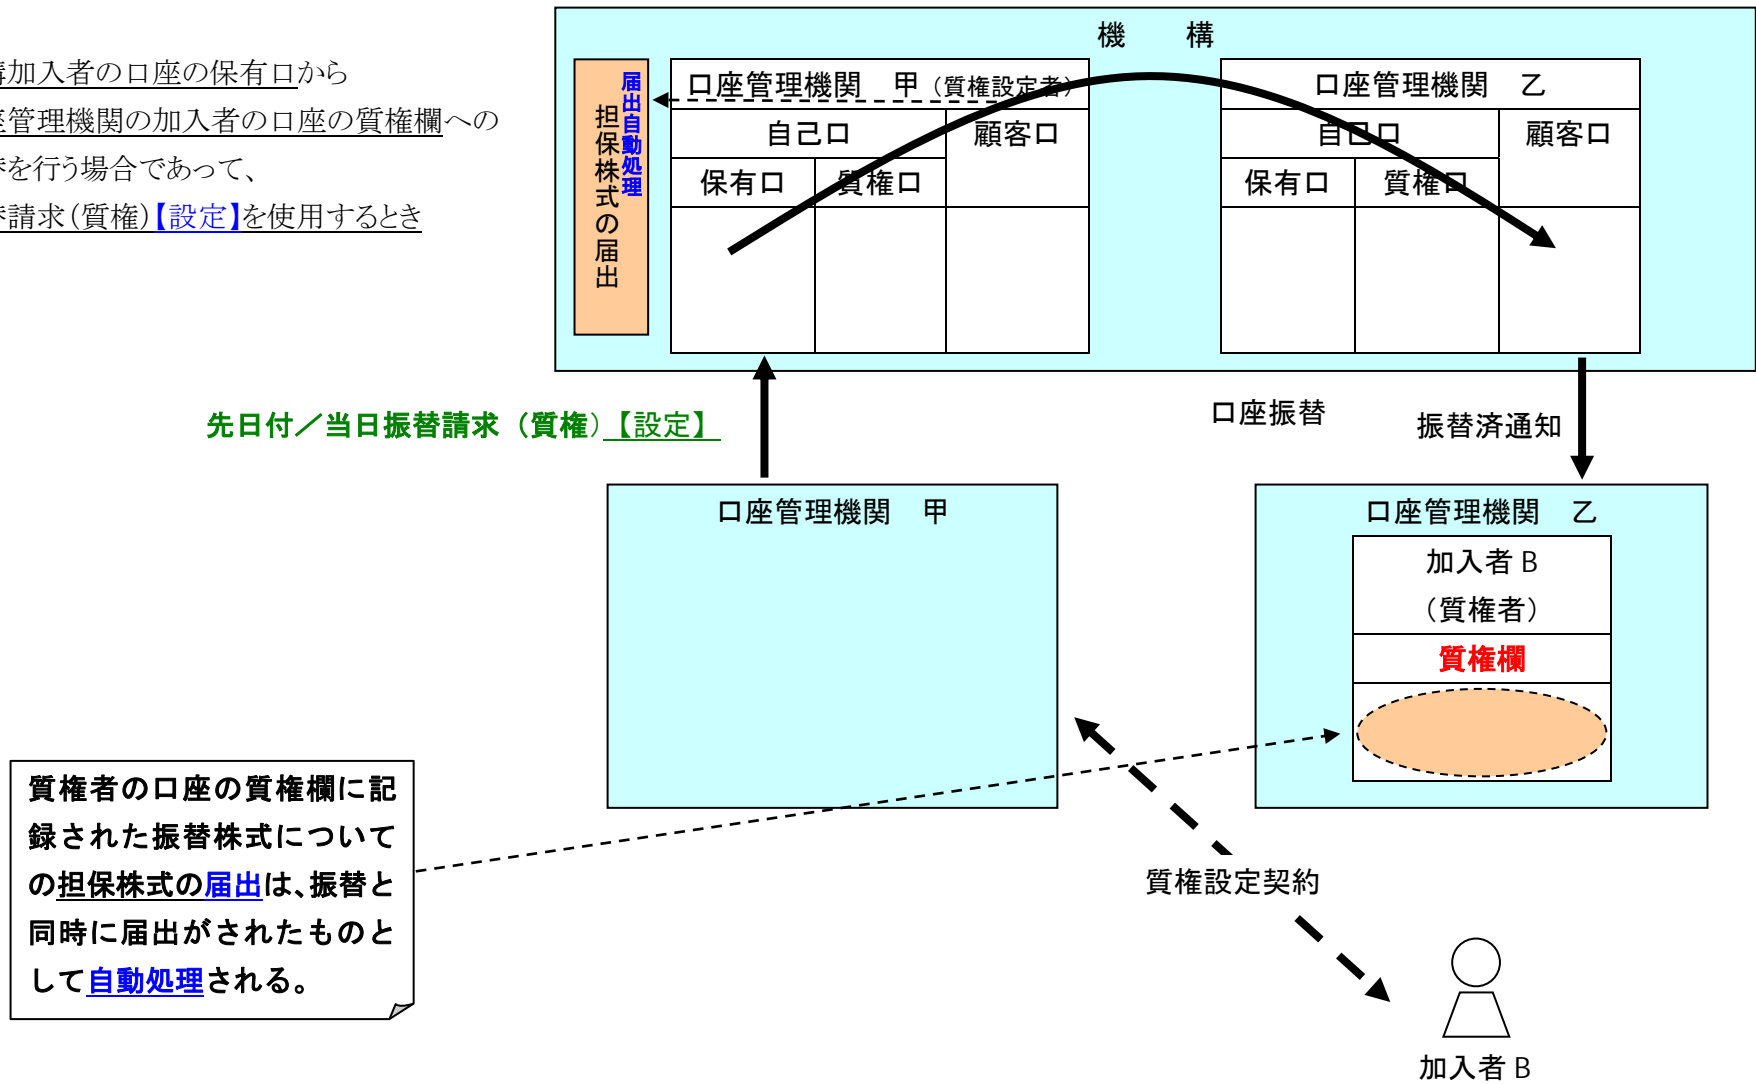 加入者の口座の保有口から
管理機関の加入者の口座の質権欄への
を行う場合であって、
請求（質権）【設定】を使用するとき
機　構
担保株式の届出
届出自動処理
口座管理機関　甲（質権設定者）
自己口
顧客口
保有口
質権口
口座管理機関　乙
自己口
顧客口
保有口
質権口
先日付／当日振替請求（質権）【設定】
口座振替
振替済通知
口座管理機関　甲
口座管理機関　乙
加入者 B
（質権者）
質権欄
質権者の口座の質権欄に記
録された振替株式について
の担保株式の届出は、振替と
同時に届出がされたものと
して自動処理される。
質権設定契約
加入者 B